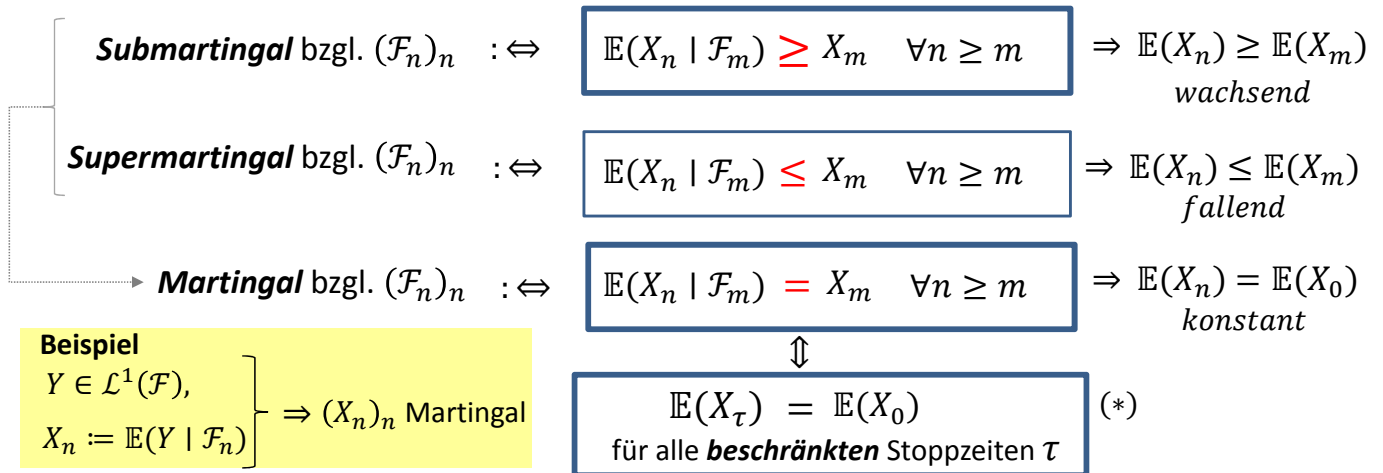 Submartingal bzgl. (ℱₙ)ₙ :⇔ 𝔼(Xₙ | ℱₘ) ≥ Xₘ ∀n ≥ m ⇒ 𝔼(Xₙ) ≥ 𝔼(Xₘ)
wachsend
Supermartingal bzgl. (ℱₙ)ₙ :⇔ 𝔼(Xₙ | ℱₘ) ≤ Xₘ ∀n ≥ m ⇒ 𝔼(Xₙ) ≤ 𝔼(Xₘ)
fallend
Martingal bzgl. (ℱₙ)ₙ :⇔ 𝔼(Xₙ | ℱₘ) = Xₘ ∀n ≥ m ⇒ 𝔼(Xₙ) = 𝔼(X₀)
konstant
⇕
Beispiel
Y ∈ ℒ¹(ℱ),
Xₙ ≔ 𝔼(Y | ℱₙ)
⇒ (Xₙ)ₙ Martingal
𝔼(X_τ) = 𝔼(X₀) (*)
für alle beschränkten Stoppzeiten τ